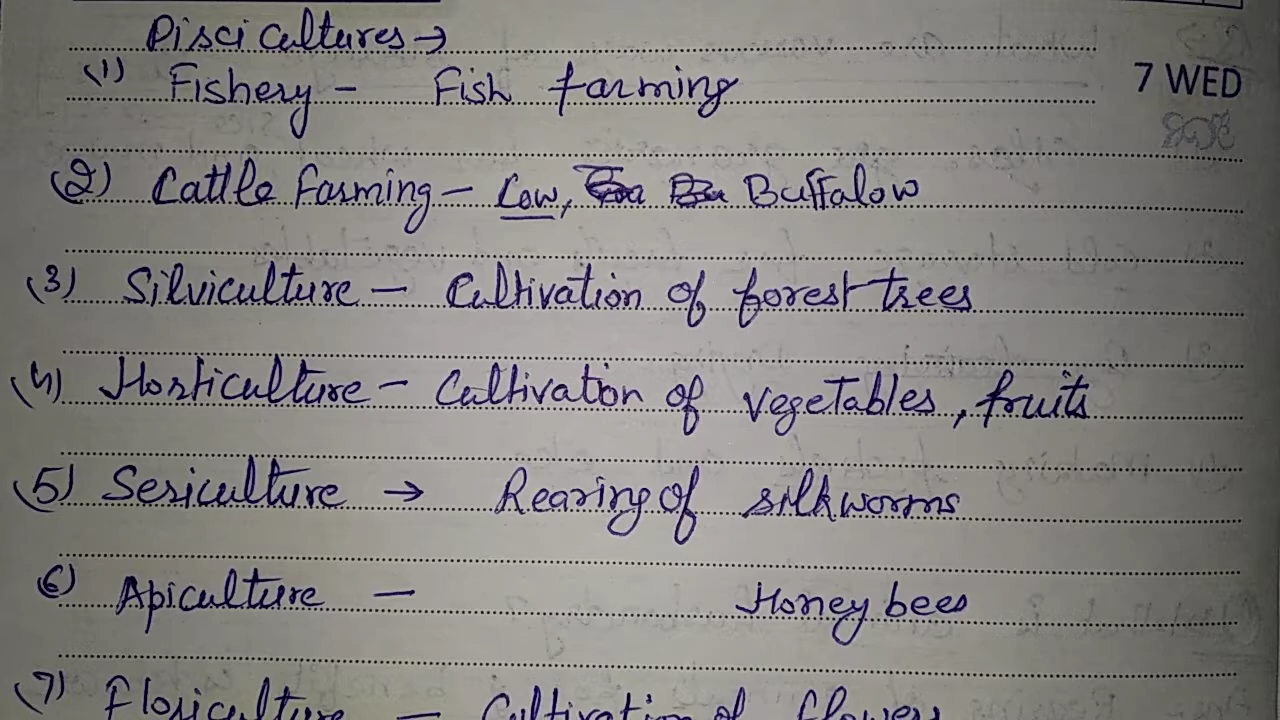 Pisci cultures →
(1) Fishery - Fish farming
7 WED
(2) Cattle farming - Cow, Buffalow
(3) Silviculture - Cultivation of forest trees
(4) Horticulture - Cultivation of vegetables, fruits
(5) Sericulture → Rearing of silkworms
(6) Apiculture - Honey bees
(7) Floriculture - Cultivation of flowers